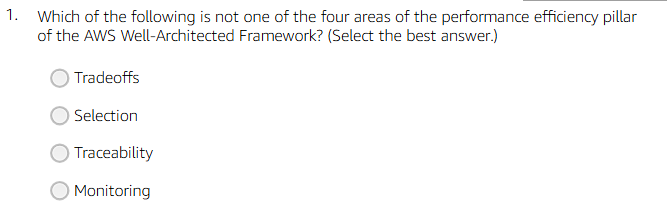 1. Which of the following is not one of the four areas of the performance efficiency pillar
of the AWS Well-Architected Framework? (Select the best answer.)
Tradeoffs
Selection
Traceability
Monitoring